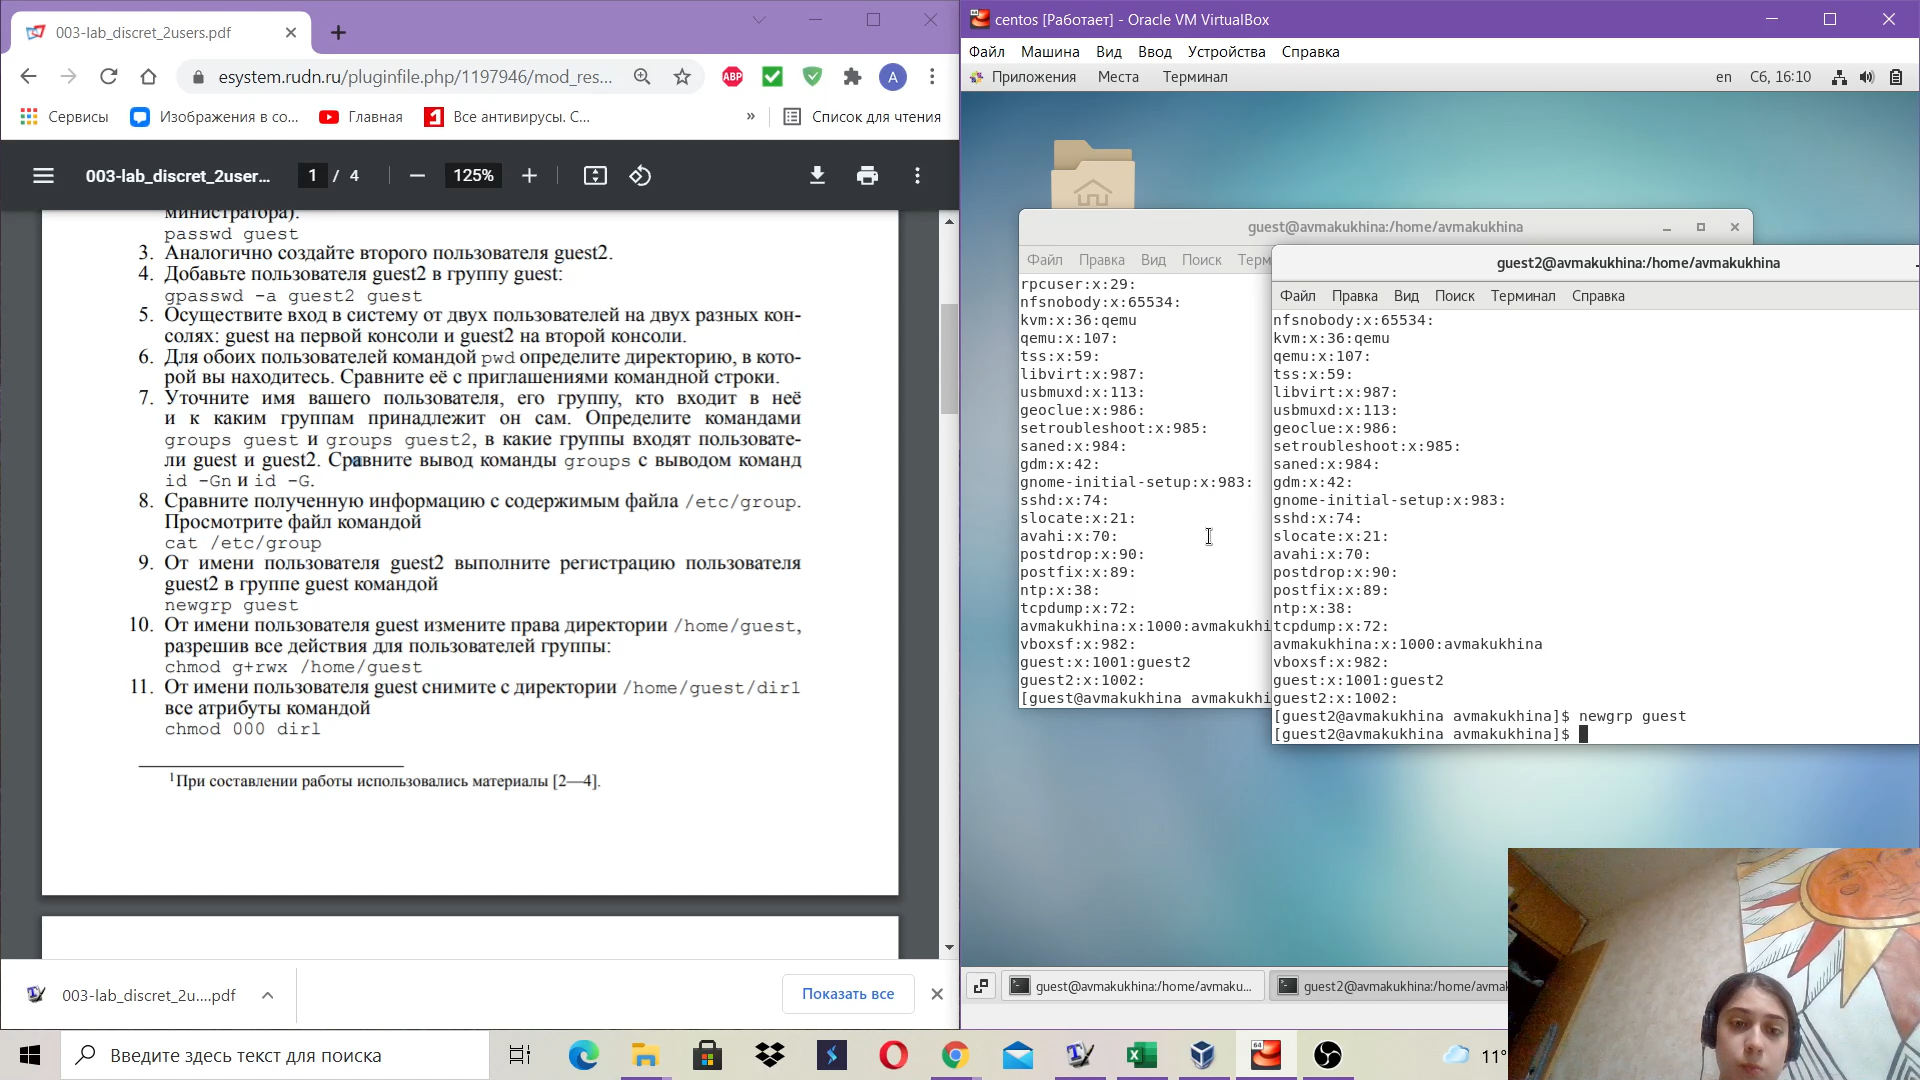 003-lab_discret_2users.pdf
esystem.rudn.ru/pluginfile.php/1197946/mod_res...
ABP
A
Сервисы
Изображения в со...
Главная
Все антивирусы. С...
»
Список для чтения
003-lab_discret_2user...
1 / 4
125%
министратора).
passwd guest
3. Аналогично создайте второго пользователя guest2.
4. Добавьте пользователя guest2 в группу guest:
gpasswd -a guest2 guest
5. Осуществите вход в систему от двух пользователей на двух разных кон-
солях: guest на первой консоли и guest2 на второй консоли.
6. Для обоих пользователей командой pwd определите директорию, в кото-
рой вы находитесь. Сравните её с приглашениями командной строки.
7. Уточните имя вашего пользователя, его группу, кто входит в неё
и к каким группам принадлежит он сам. Определите командами
groups guest и groups guest2, в какие группы входят пользовате-
ли guest и guest2. Сравните вывод команды groups с выводом команд
id -Gn и id -G.
8. Сравните полученную информацию с содержимым файла /etc/group.
Просмотрите файл командой
cat /etc/group
9. От имени пользователя guest2 выполните регистрацию пользователя
guest2 в группе guest командой
newgrp guest
10. От имени пользователя guest измените права директории /home/guest,
разрешив все действия для пользователей группы:
chmod g+rwx /home/guest
11. От имени пользователя guest снимите с директории /home/guest/dir1
все атрибуты командой
chmod 000 dir1
1 При составлении работы использовались материалы [2—4].
003-lab_discret_2u....pdf
Показать все
centos [Работает] - Oracle VM VirtualBox
Файл Машина Вид Ввод Устройства Справка
Приложения Места Терминал
en Сб, 16:10
guest@avmakukhina:/home/avmakukhina
Файл Правка Вид Поиск Терм
rpcuser:x:29:
nfsnobody:x:65534:
kvm:x:36:qemu
qemu:x:107:
tss:x:59:
libvirt:x:987:
usbmuxd:x:113:
geoclue:x:986:
setroubleshoot:x:985:
saned:x:984:
gdm:x:42:
gnome-initial-setup:x:983:
sshd:x:74:
slocate:x:21:
avahi:x:70:
postdrop:x:90:
postfix:x:89:
ntp:x:38:
tcpdump:x:72:
avmakukhina:x:1000:avmakukhi
vboxsf:x:982:
guest:x:1001:guest2
guest2:x:1002:
[guest@avmakukhina avmakukhi
guest2@avmakukhina:/home/avmakukhina
Файл Правка Вид Поиск Терминал Справка
nfsnobody:x:65534:
kvm:x:36:qemu
qemu:x:107:
tss:x:59:
libvirt:x:987:
usbmuxd:x:113:
geoclue:x:986:
setroubleshoot:x:985:
saned:x:984:
gdm:x:42:
gnome-initial-setup:x:983:
sshd:x:74:
slocate:x:21:
avahi:x:70:
postdrop:x:90:
postfix:x:89:
ntp:x:38:
tcpdump:x:72:
avmakukhina:x:1000:avmakukhina
vboxsf:x:982:
guest:x:1001:guest2
guest2:x:1002:
[guest2@avmakukhina avmakukhina]$ newgrp guest
[guest2@avmakukhina avmakukhina]$
guest@avmakukhina:/home/avmaku...
guest2@avmakukhina:/home/avmak
Введите здесь текст для поиска
64
11°